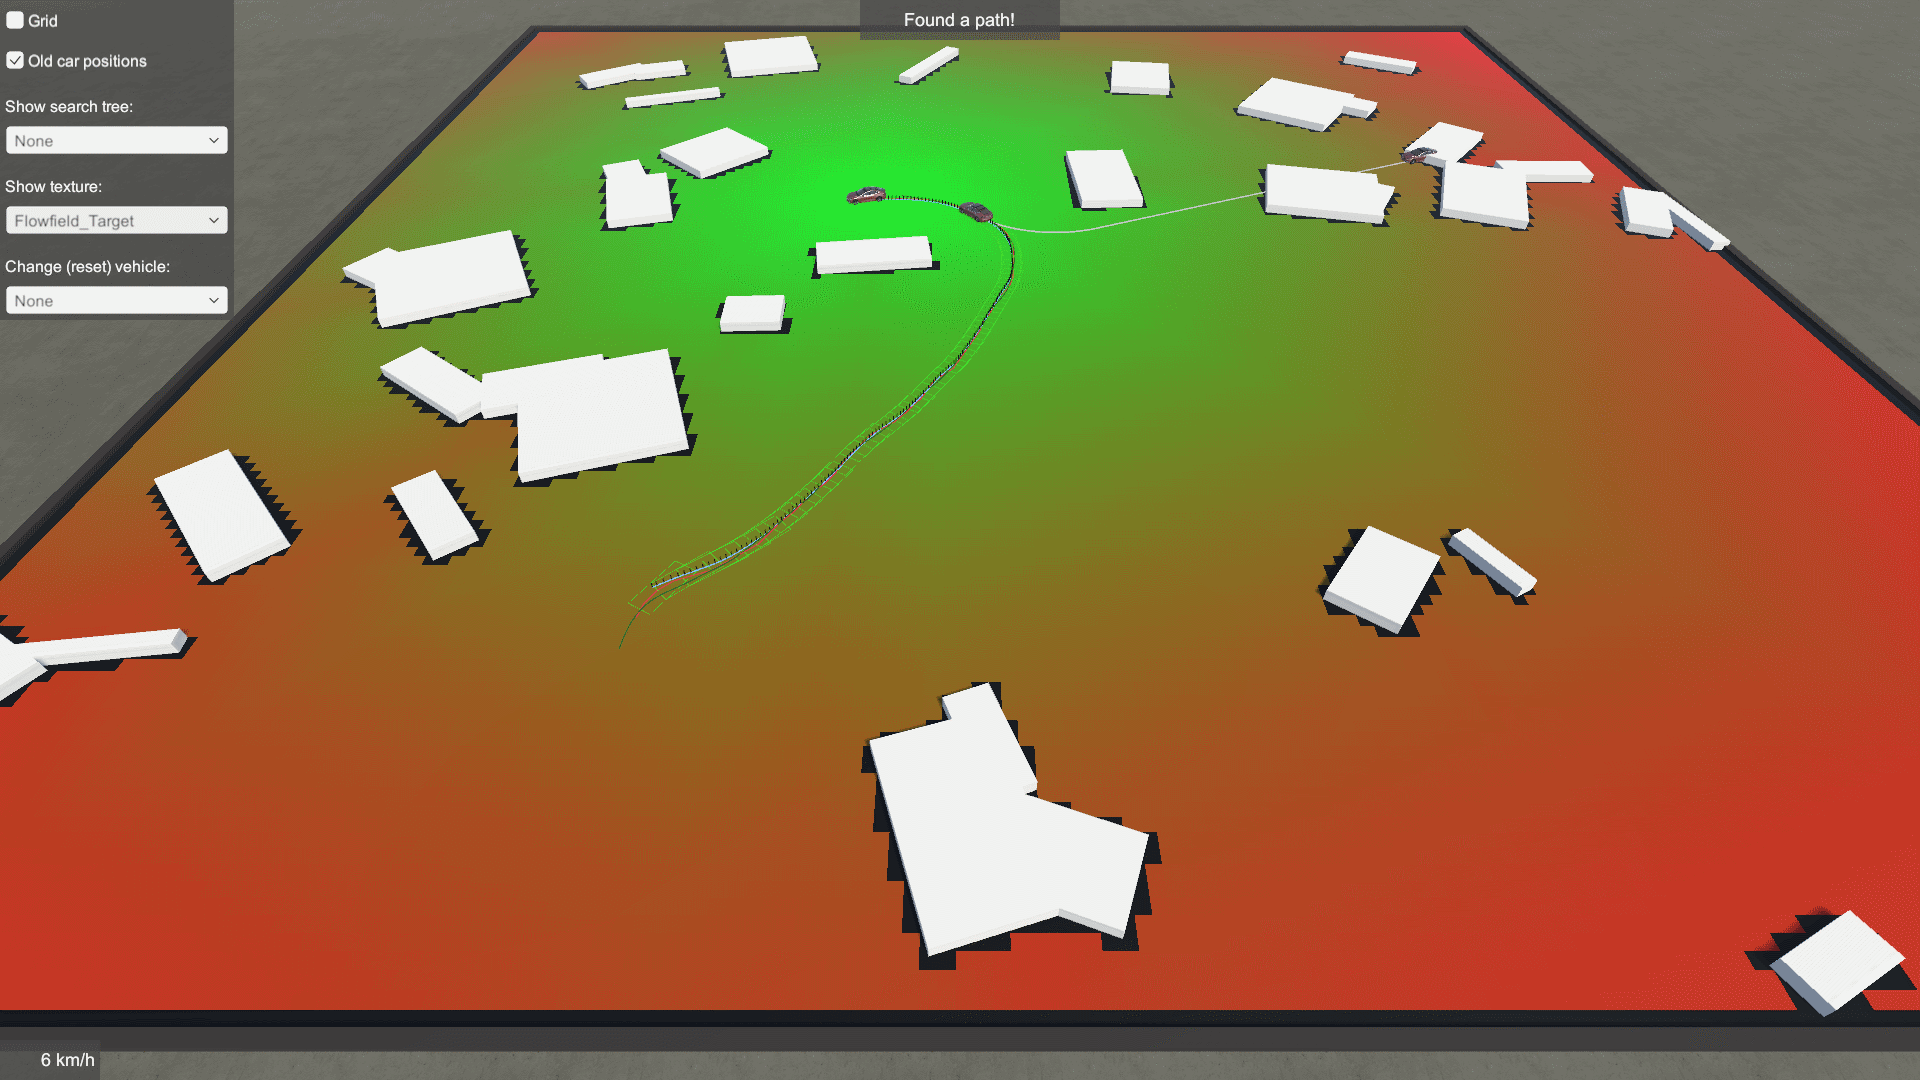 Found a path!
Grid
Old car positions
Show search tree:
None
Show texture:
Flowfield_Target
Change (reset) vehicle:
None
6 km/h